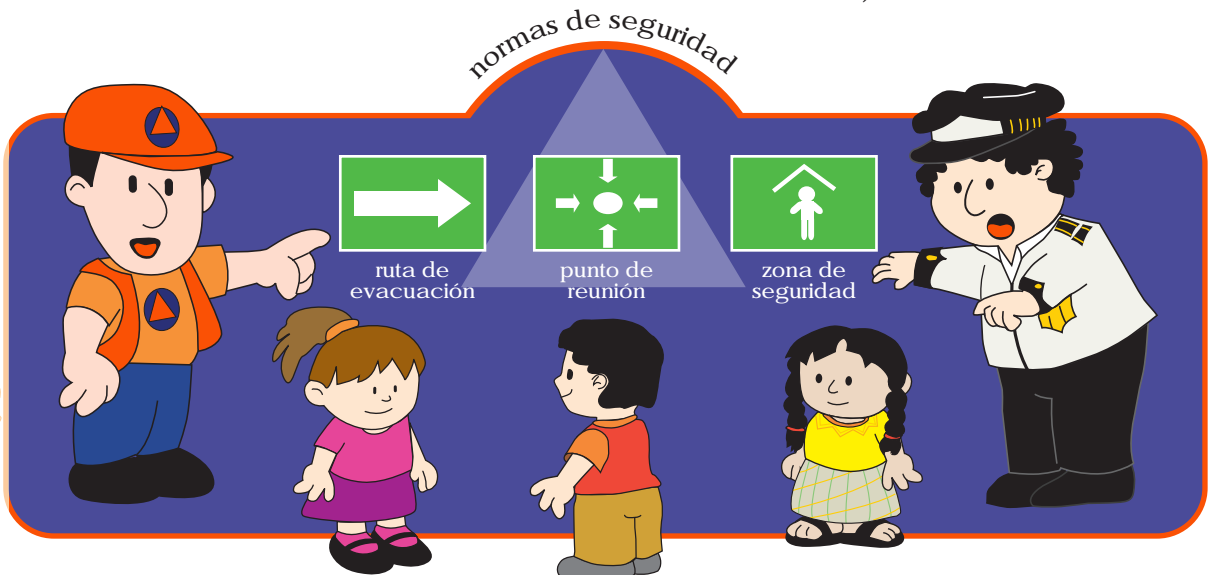 normas de seguridad
ruta de
evacuación
punto de
reunión
zona de
seguridad